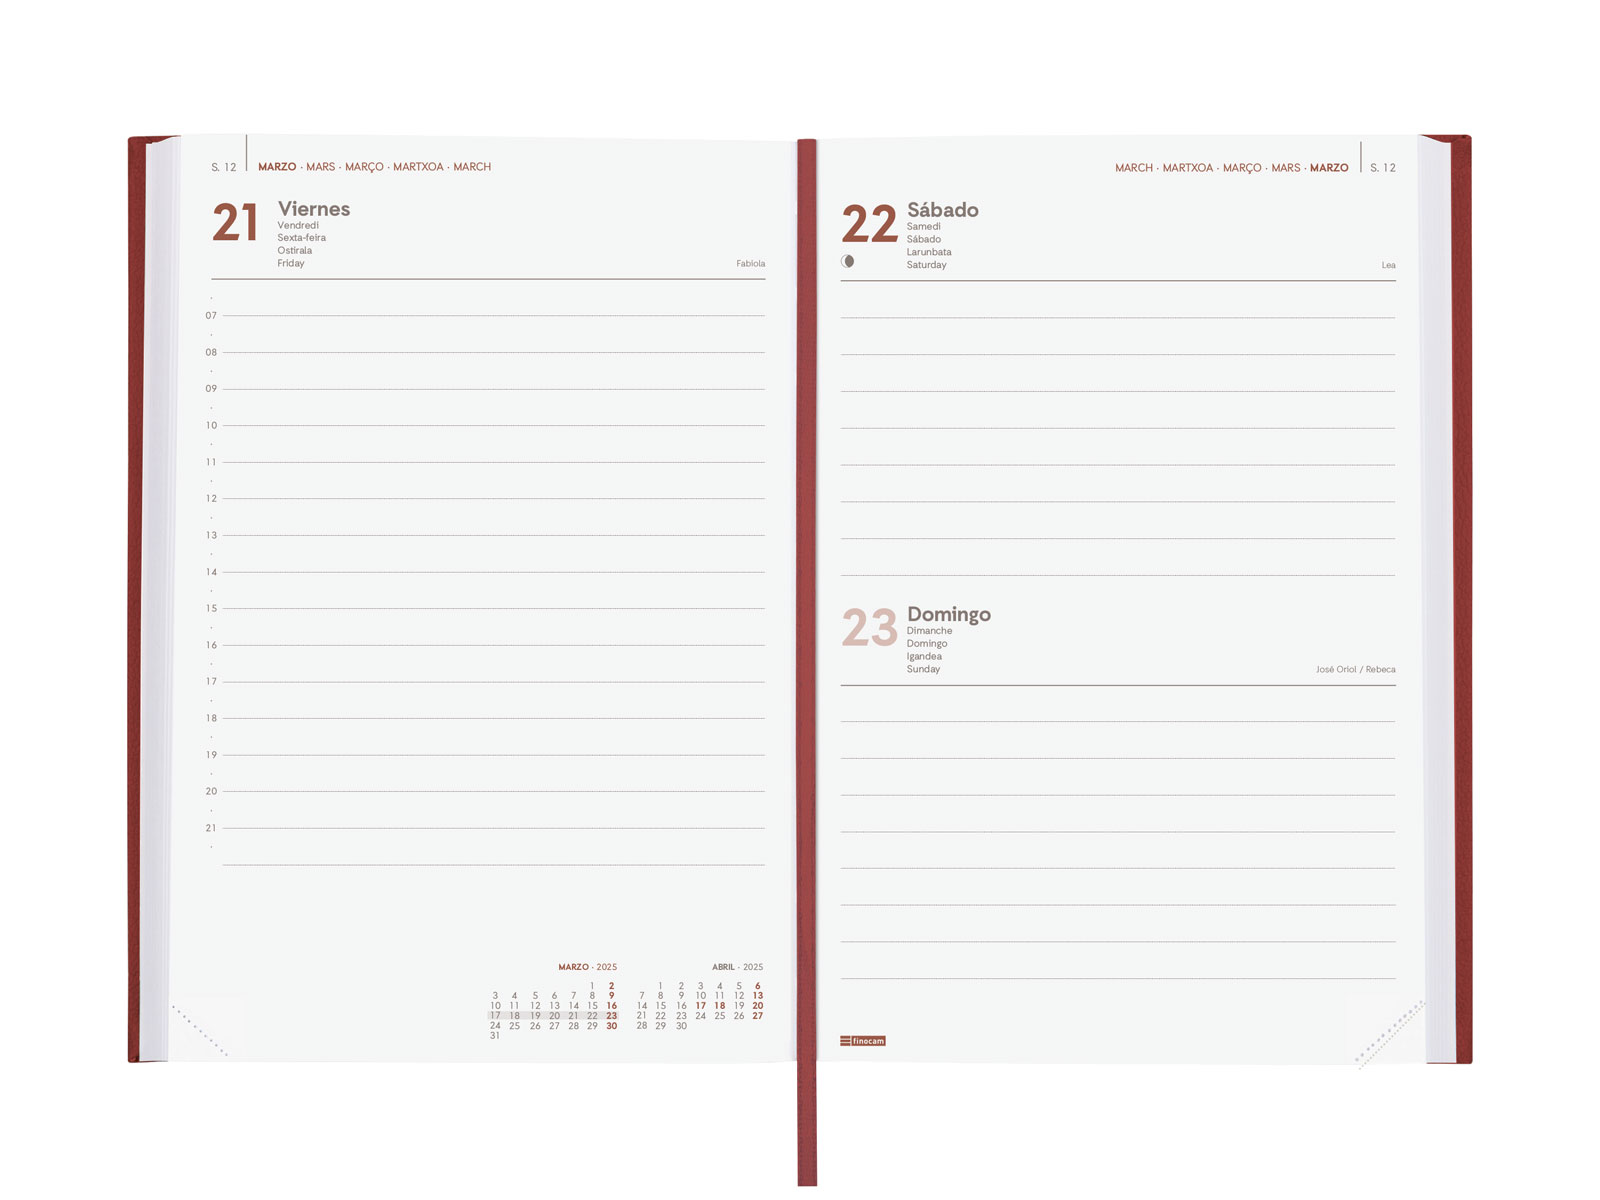 S. 12 MARZO · MARS · MARÇO · MARTXOA · MARCH
21 Viernes
Vendredi
Sexta-feira
Ostirala
Friday
Fabiola
07
08
09
10
11
12
13
14
15
16
17
18
19
20
21
MARZO · 2025
1 2
3 4 5 6 7 8 9
10 11 12 13 14 15 16
17 18 19 20 21 22 23
24 25 26 27 28 29 30
31
ABRIL · 2025
1 2 3 4 5 6
7 8 9 10 11 12 13
14 15 16 17 18 19 20
21 22 23 24 25 26 27
28 29 30
MARCH · MARTXOA · MARÇO · MARS · MARZO S. 12
22 Sábado
Samedi
Sábado
Larunbata
Saturday
Lea
23 Domingo
Dimanche
Domingo
Igandea
Sunday
José Oriol / Rebeca
finocam